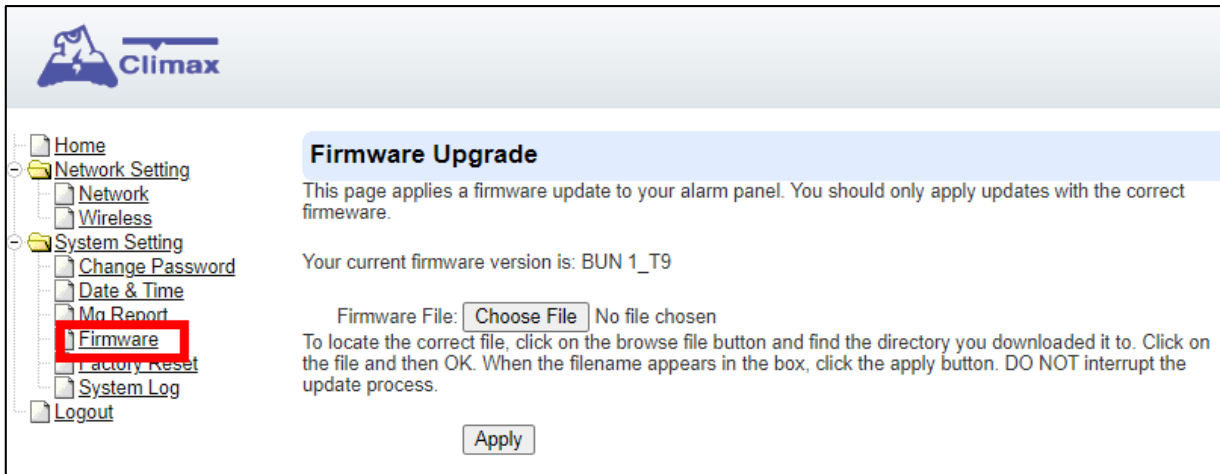 Climax
Home
Network Setting
Network
Wireless
System Setting
Change Password
Date & Time
Mg Report
Firmware
Factory Reset
System Log
Logout
Firmware Upgrade
This page applies a firmware update to your alarm panel. You should only apply updates with the correct
firmeware.
Your current firmware version is: BUN 1_T9
Firmware File: Choose File No file chosen
To locate the correct file, click on the browse file button and find the directory you downloaded it to. Click on
the file and then OK. When the filename appears in the box, click the apply button. DO NOT interrupt the
update process.
Apply